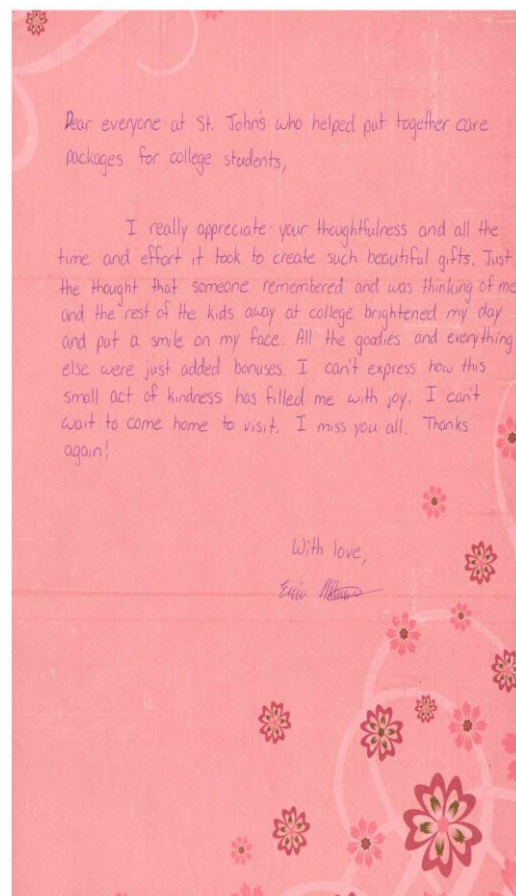 Dear everyone at St. John's who helped put together care
packages for college students,
I really appreciate your thoughtfulness and all the
time and effort it took to create such beautiful gifts. Just
the thought that someone remembered and was thinking of me
and the rest of the kids away at college brightened my day
and put a smile on my face. All the goodies and everything
else were just added bonuses. I can't express how this
small act of kindness has filled me with joy. I can't
wait to come home to visit. I miss you all. Thanks
again!
With love,